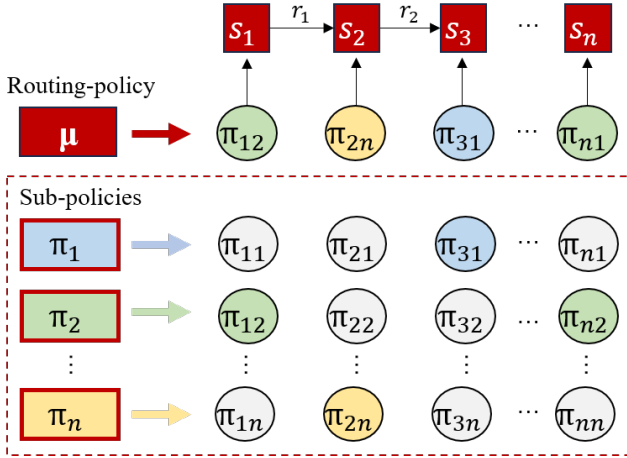 r₁ r₂
s₁ s₂ s₃ ··· sₙ
Routing-policy
μ π₁₂ π₂ₙ π₃₁ ··· πₙ₁
Sub-policies
π₁ π₁₁ π₂₁ π₃₁ ··· πₙ₁
π₂ π₁₂ π₂₂ π₃₂ ··· πₙ₂
⋮ ⋮ ⋮ ⋮ ⋮
πₙ π₁ₙ π₂ₙ π₃ₙ ··· πₙₙ